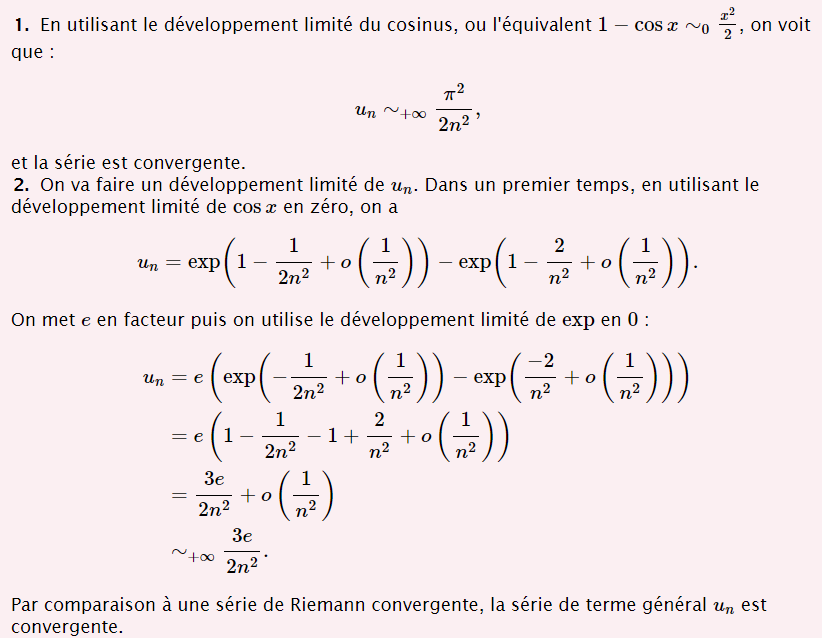 1. En utilisant le développement limité du cosinus, ou l'équivalent $1 - \cos x \sim_0 \frac{x^2}{2}$, on voit
que :
$u_n \sim_{+\infty} \frac{\pi^2}{2n^2},$
et la série est convergente.
2. On va faire un développement limité de $u_n$. Dans un premier temps, en utilisant le
développement limité de $\cos x$ en zéro, on a
$u_n = \exp\left(1 - \frac{1}{2n^2} + o\left(\frac{1}{n^2}\right)\right) - \exp\left(1 - \frac{2}{n^2} + o\left(\frac{1}{n^2}\right)\right).$
On met $e$ en facteur puis on utilise le développement limité de $\exp$ en $0$ :
$u_n = e\left(\exp\left(-\frac{1}{2n^2} + o\left(\frac{1}{n^2}\right)\right) - \exp\left(\frac{-2}{n^2} + o\left(\frac{1}{n^2}\right)\right)\right)$
$= e\left(1 - \frac{1}{2n^2} - 1 + \frac{2}{n^2} + o\left(\frac{1}{n^2}\right)\right)$
$= \frac{3e}{2n^2} + o\left(\frac{1}{n^2}\right)$
$\sim_{+\infty} \frac{3e}{2n^2}.$
Par comparaison à une série de Riemann convergente, la série de terme général $u_n$ est
convergente.